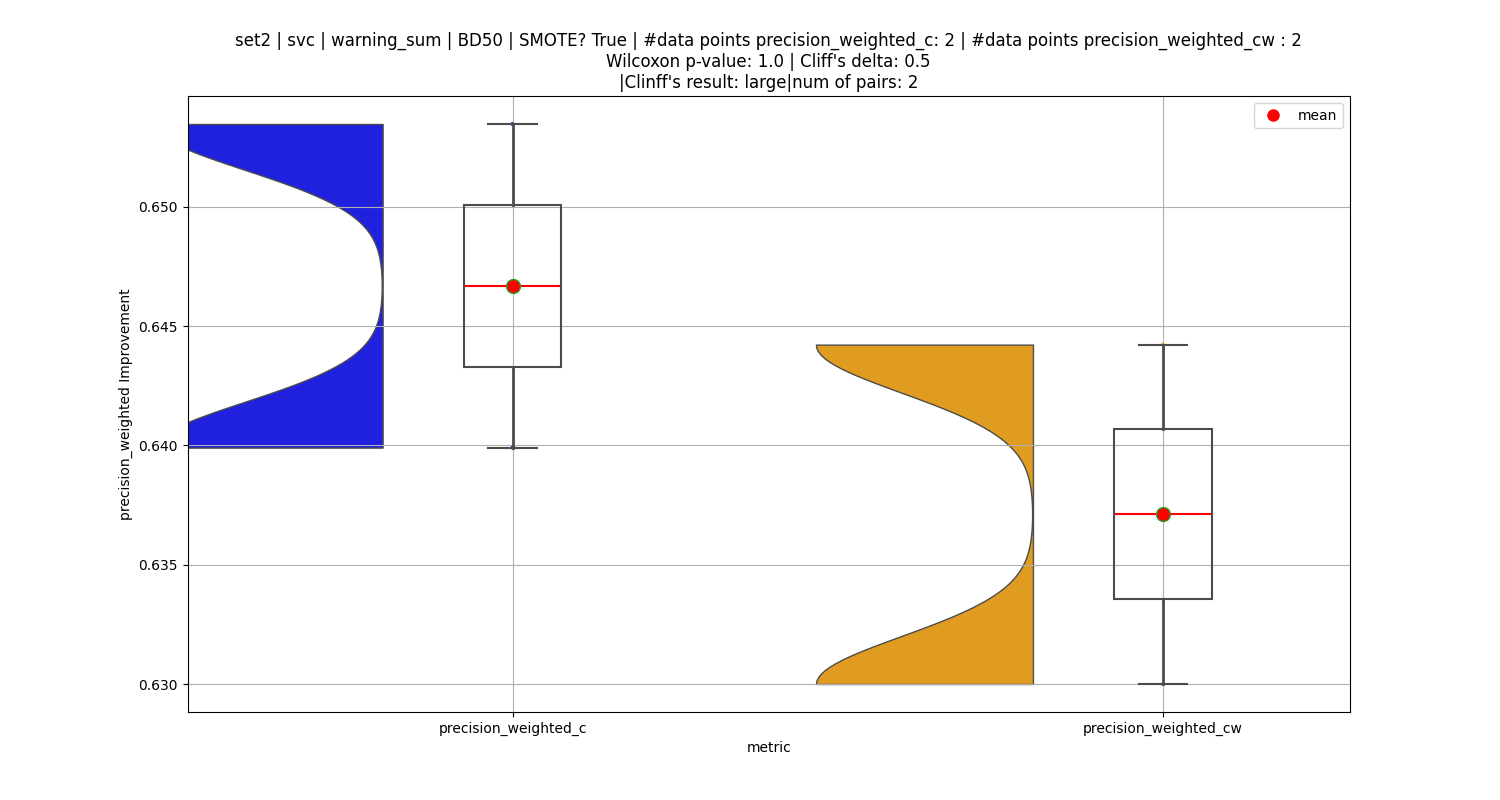 set2 | svc | warning_sum | BD50 | SMOTE? True | #data points precision_weighted_c: 2 | #data points precision_weighted_cw : 2
Wilcoxon p-value: 1.0 | Cliff's delta: 0.5
|Clinff's result: large|num of pairs: 2
mean
0.650
0.645
0.640
0.635
0.630
precision_weighted Improvement
precision_weighted_c
precision_weighted_cw
metric